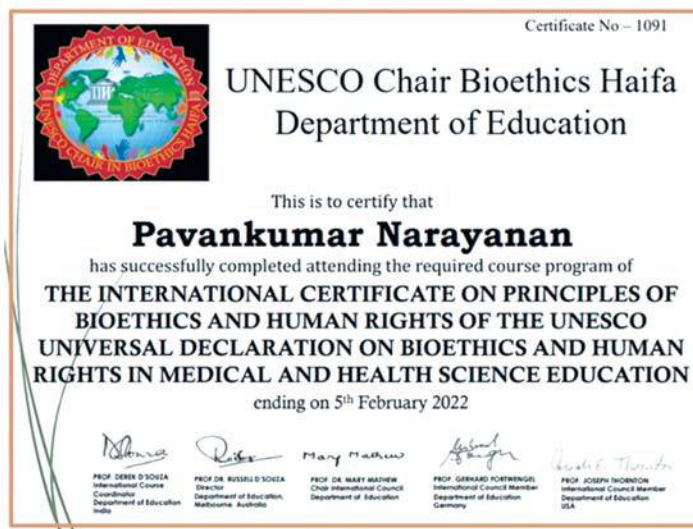 Certificate No – 1091
DEPARTMENT OF EDUCATION
UNESCO CHAIR IN BIOETHICS HAIFA
UNESCO Chair Bioethics Haifa
Department of Education
This is to certify that
Pavankumar Narayanan
has successfully completed attending the required course program of
THE INTERNATIONAL CERTIFICATE ON PRINCIPLES OF
BIOETHICS AND HUMAN RIGHTS OF THE UNESCO
UNIVERSAL DECLARATION ON BIOETHICS AND HUMAN
RIGHTS IN MEDICAL AND HEALTH SCIENCE EDUCATION
ending on 5th February 2022
Mary Mathew
PROF. DEREK D'SOUZA
International Course
Coordinator
Department of Education
India
PROF.DR. RUSSELL D'SOUZA
Director
Department of Education,
Melbourne, Australia
PROF. DR. MARY MATHEW
Chair International Council
Department of Education
PROF. GERHARD FORTWENGEL
International Council Member
Department of Education
Germany
PROF. JOSEPH THORNTON
International Council Member
Department of Education
USA